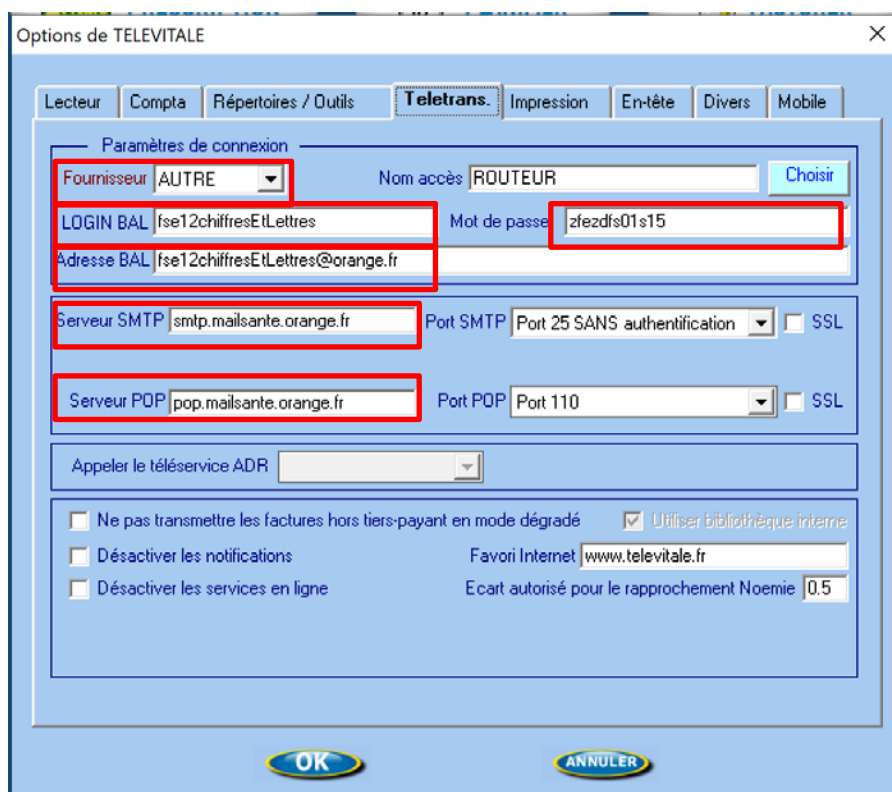 Options de TELEVITALE
Lecteur Compta Répertoires / Outils Teletrans. Impression En-tête Divers Mobile
Paramètres de connexion
Fournisseur AUTRE Nom accès ROUTEUR Choisir
LOGIN BAL fse12chiffresEtLettres Mot de passe zfezdfs01s15
Adresse BAL fse12chiffresEtLettres@orange.fr
Serveur SMTP smtp.mailsante.orange.fr Port SMTP Port 25 SANS authentification SSL
Serveur POP pop.mailsante.orange.fr Port POP Port 110 SSL
Appeler le téléservice ADR
Ne pas transmettre les factures hors tiers-payant en mode dégradé Utiliser bibliothèque interne
Désactiver les notifications Favori Internet www.televitale.fr
Désactiver les services en ligne Ecart autorisé pour le rapprochement Noemie 0.5
OK ANNULER